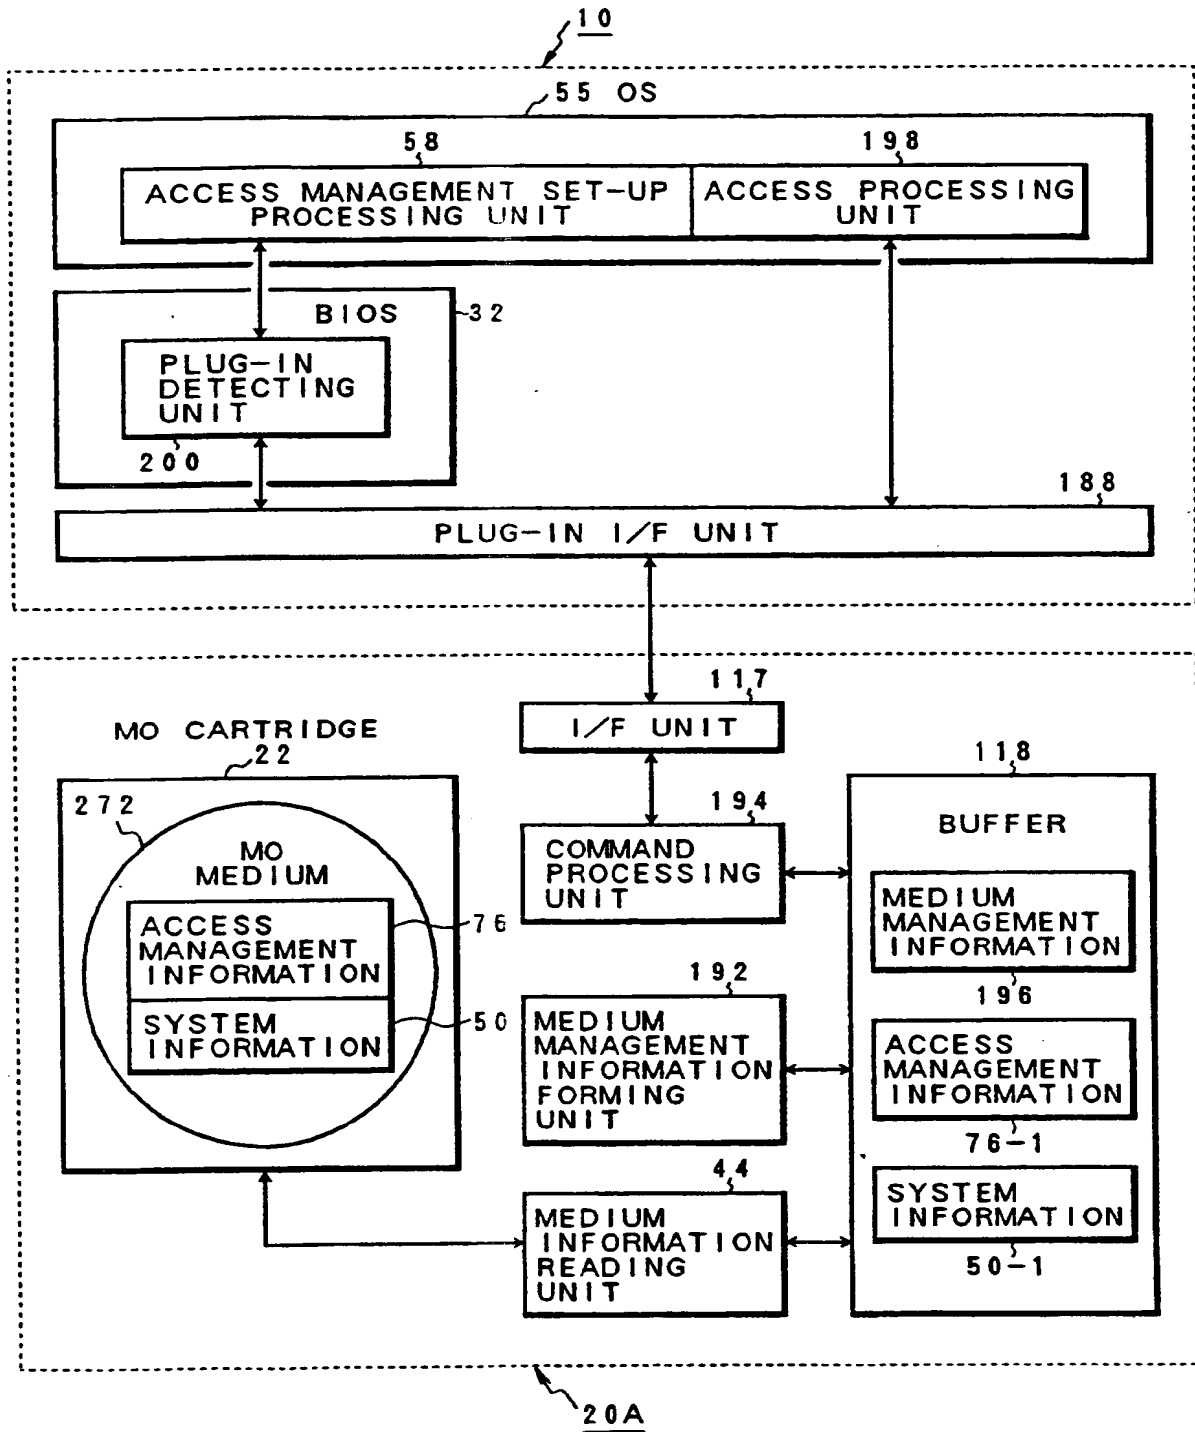 10
55 OS
58
198
ACCESS MANAGEMENT SET-UP
PROCESSING UNIT
ACCESS PROCESSING
UNIT
BIOS
32
PLUG-IN
DETECTING
UNIT
200
188
PLUG-IN I/F UNIT
117
I/F UNIT
MO CARTRIDGE
22
272
MO
MEDIUM
ACCESS
MANAGEMENT
INFORMATION
76
SYSTEM
INFORMATION
50
194
COMMAND
PROCESSING
UNIT
192
MEDIUM
MANAGEMENT
INFORMATION
FORMING
UNIT
44
MEDIUM
INFORMATION
READING
UNIT
118
BUFFER
MEDIUM
MANAGEMENT
INFORMATION
196
ACCESS
MANAGEMENT
INFORMATION
76-1
SYSTEM
INFORMATION
50-1
20A